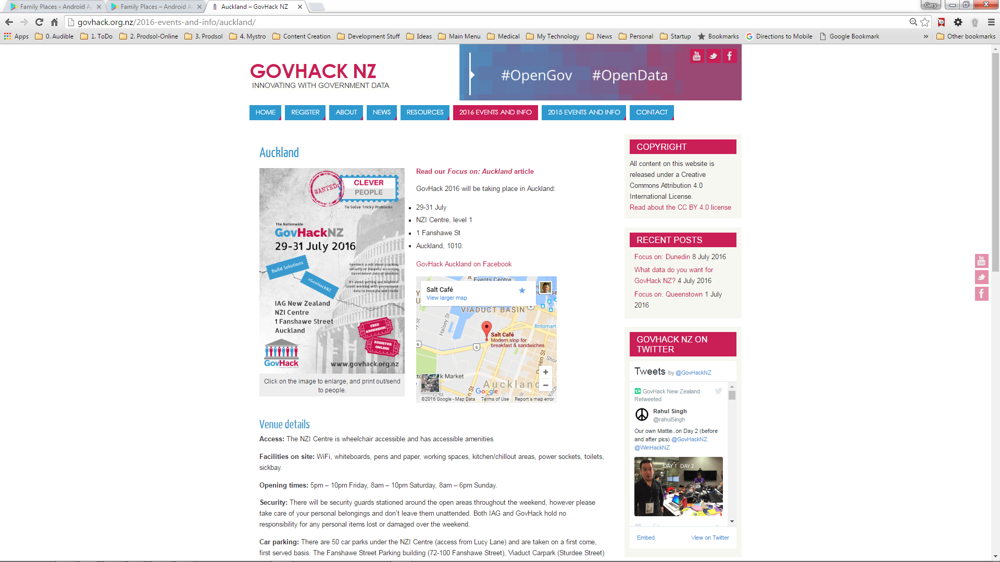 Family Places - Android A
Family Places – Android A
Auckland – GovHack NZ
Gary
govhack.org.nz/2016-events-and-info/auckland/
Apps
0. Audible
1. ToDo
2. Prodsol-Online
3. Prodsol
4. Mystro
Content Creation
Development Stuff
Ideas
Main Menu
Medical
My Technology
News
Personal
Startup
Bookmarks
Directions to Mobile
Google Bookmark
»
Other bookmarks
GOVHACK NZ
INNOVATING WITH GOVERNMENT DATA
#OpenGov #OpenData
You
Tube
HOME
REGISTER
ABOUT
NEWS
RESOURCES
2016 EVENTS AND INFO
2015 EVENTS AND INFO
CONTACT
Auckland
WANTED:
CLEVER
PEOPLE
To Solve Tricky Problems
The Nationwide
GovHackNZ
29-31 July 2016
Build Solutions
#GovHackNZ
GovHack is not about cracking
security or illegally accessing
Government data or services
It's about getting our brightest
talent working with government
data to innovate and create
IAG New Zealand
NZI Centre
1 Fanshawe Street
Auckland
FREE
ADMISSION
REGISTER
ONLINE
GovHack
www.govhack.org.nz
Click on the image to enlarge, and print out/send
to people.
Read our Focus on: Auckland article
GovHack 2016 will be taking place in Auckland:
29-31 July
NZI Centre, level 1
1 Fanshawe St
Auckland, 1010.
GovHack Auckland on Facebook
Events Centre
Salt Café
View larger map
VIADUCT BASIN
Halsey St
Britomart
Salt Café
Modern stop for
breakfast & sandwiches
6
6
6
Queen St
Shor
k Market
Auckland
Google
+
−
©2016 Google - Map Data
Terms of Use
Report a map error
Venue details
Access: The NZI Centre is wheelchair accessible and has accessible amenities
Facilities on site: WiFi, whiteboards, pens and paper, working spaces, kitchen/chillout areas, power sockets, toilets,
sickbay.
Opening times: 5pm – 10pm Friday, 8am – 10pm Saturday, 8am – 6pm Sunday.
Security: There will be security guards stationed around the open areas throughout the weekend, however please
take care of your personal belongings and don't leave them unattended. Both IAG and GovHack hold no
responsibility for any personal items lost or damaged over the weekend.
Car parking: There are 50 car parks under the NZI Centre (access from Lucy Lane) and are taken on a first come,
first served basis. The Fanshawe Street Parking building (72-100 Fanshawe Street), Viaduct Carpark (Sturdee Street)
COPYRIGHT
All content on this website is
released under a Creative
Commons Attribution 4.0
International License.
Read about the CC BY 4.0 license
RECENT POSTS
Focus on: Dunedin 8 July 2016
What data do you want for
GovHack NZ? 4 July 2016
Focus on: Queenstown 1 July
2016
GOVHACK NZ ON
TWITTER
Tweets by @GovHackNZ
GovHack New Zealand
Retweeted
Rahul Singh
@rahul5ingh
Our own Mattie..on Day 2 (before
and after pics) @GovHackNZ
@WinHackNZ
DAY 1 DAY 2
Embed
View on Twitter
You
Tube